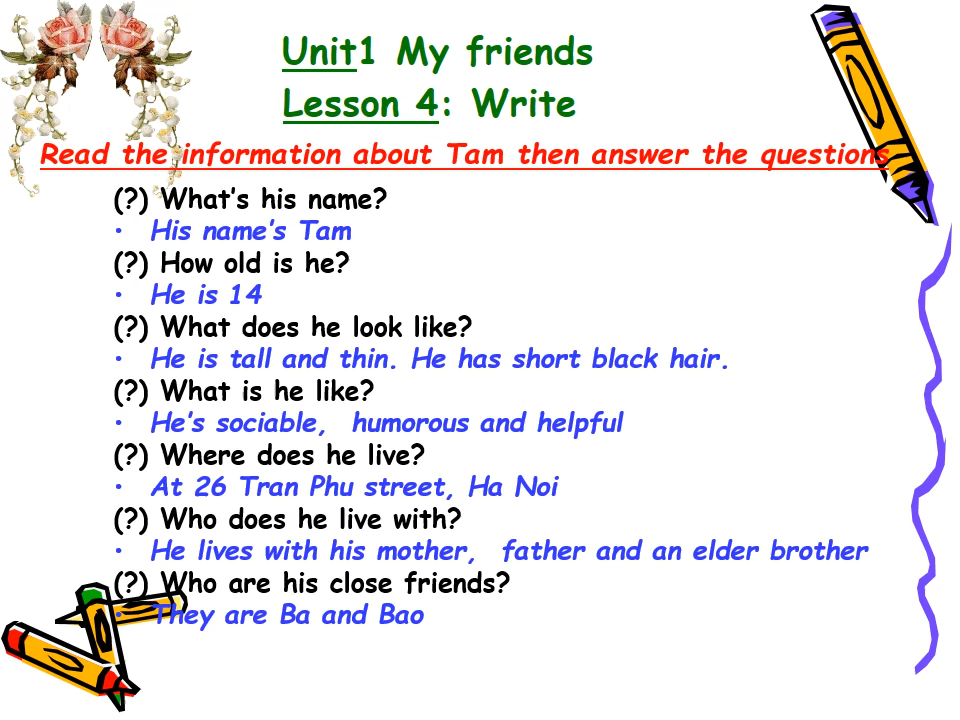 Unit1 My friends
Lesson 4: Write
Read the information about Tam then answer the questions
(?) What's his name?
• His name's Tam
(?) How old is he?
• He is 14
(?) What does he look like?
• He is tall and thin. He has short black hair.
(?) What is he like?
• He's sociable, humorous and helpful
(?) Where does he live?
• At 26 Tran Phu street, Ha Noi
(?) Who does he live with?
• He lives with his mother, father and an elder brother
(?) Who are his close friends?
• They are Ba and Bao